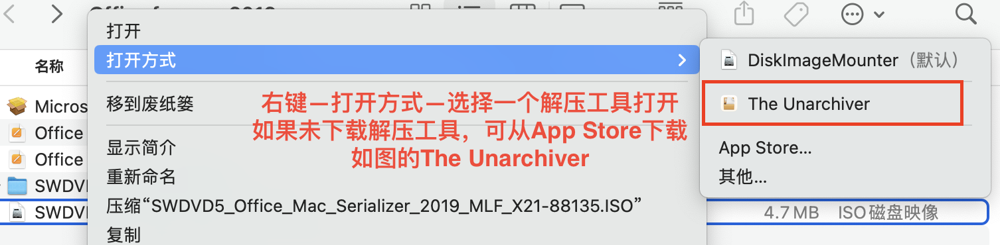 打开
打开方式
DiskImageMounter（默认）
名称
Micros
移到废纸篓
右键－打开方式－选择一个解压工具打开
The Unarchiver
Office
如果未下载解压工具，可从App Store下载
显示简介
App Store...
Office
如图的The Unarchiver
重新命名
其他...
SWDVI
压缩“SWDVD5_Office_Mac_Serializer_2019_MLF_X21-88135.ISO”
SWDVI
4.7 MB ISO磁盘映像
复制